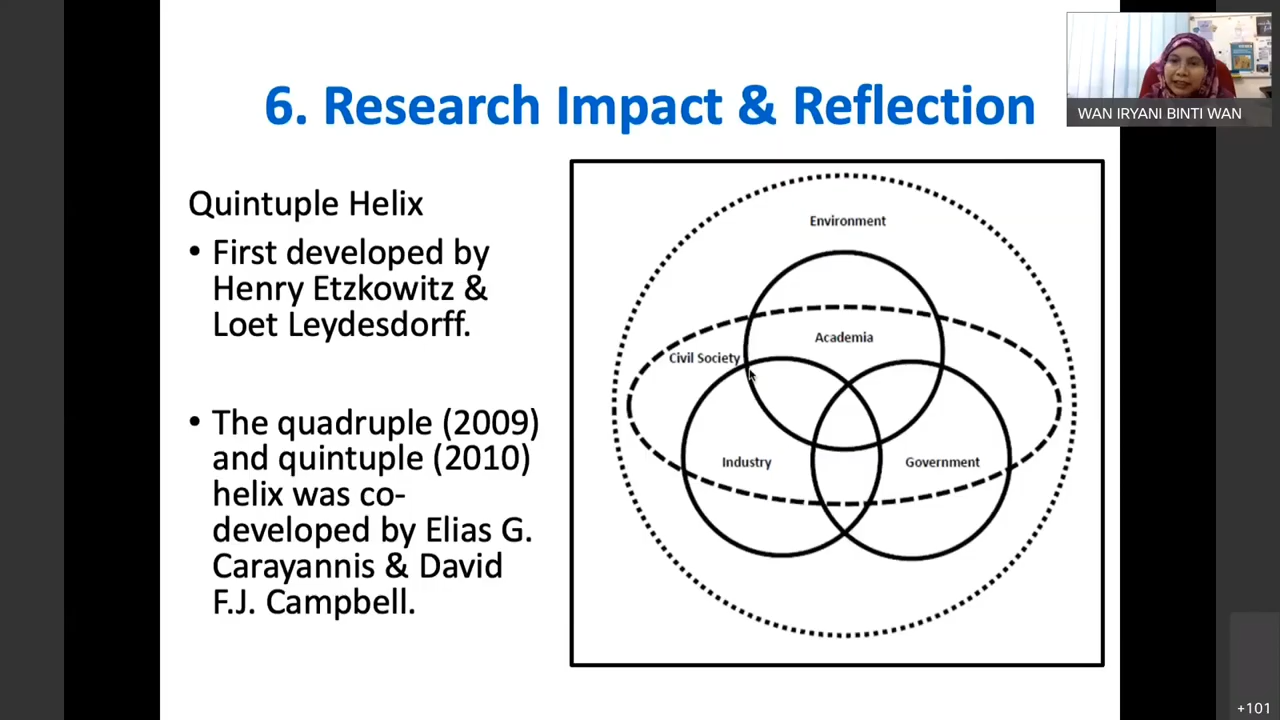 6. Research Impact & Reflection
WAN IRYANI BINTI WAN
Quintuple Helix
• First developed by
Henry Etzkowitz &
Loet Leydesdorff.
• The quadruple (2009)
and quintuple (2010)
helix was co-
developed by Elias G.
Carayannis & David
F.J. Campbell.
Environment
Academia
Civil Society
Industry
Government
+101